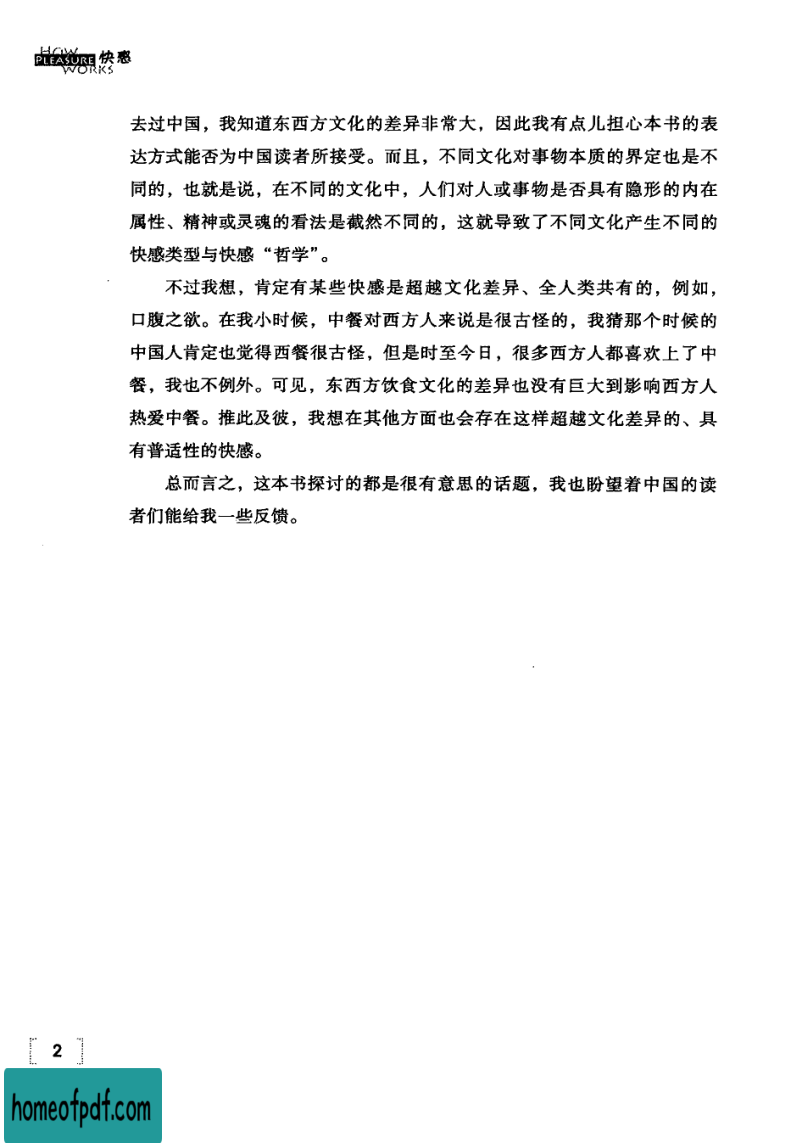 HOW
PLEASURE 快感
WORKS
去过中国，我知道东西方文化的差异非常大，因此我有点儿担心本书的表
达方式能否为中国读者所接受。而且，不同文化对事物本质的界定也是不
同的，也就是说，在不同的文化中，人们对人或事物是否具有隐形的内在
属性、精神或灵魂的看法是截然不同的，这就导致了不同文化产生不同的
快感类型与快感“哲学”。
不过我想，肯定有某些快感是超越文化差异、全人类共有的，例如，
口腹之欲。在我小时候，中餐对西方人来说是很古怪的，我猜那个时候的
中国人肯定也觉得西餐很古怪，但是时至今日，很多西方人都喜欢上了中
餐，我也不例外。可见，东西方饮食文化的差异也没有巨大到影响西方人
热爱中餐。推此及彼，我想在其他方面也会存在这样超越文化差异的、具
有普适性的快感。
总而言之，这本书探讨的都是很有意思的话题，我也盼望着中国的读
者们能给我一些反馈。
2
homeofpdf.com